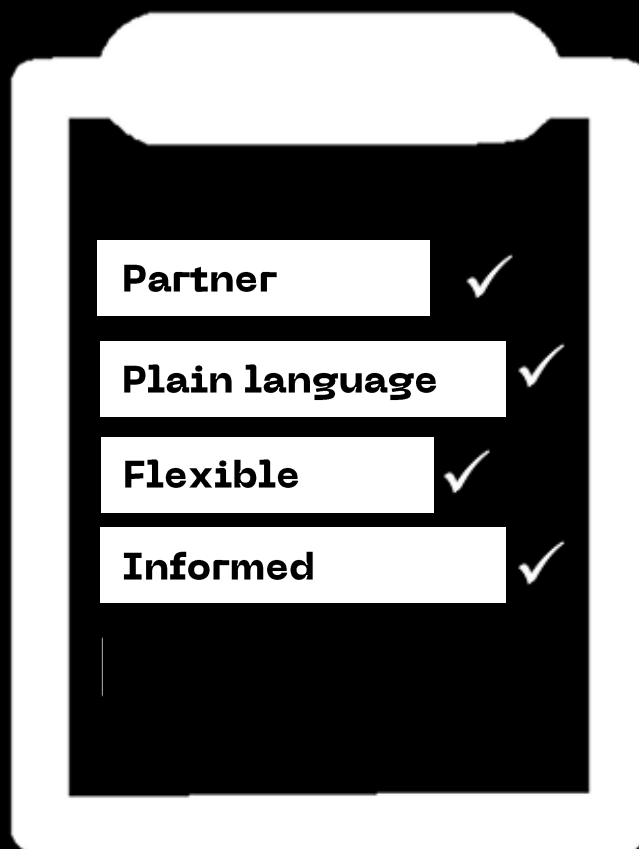 Partner ✓
Plain language ✓
Flexible ✓
Informed ✓